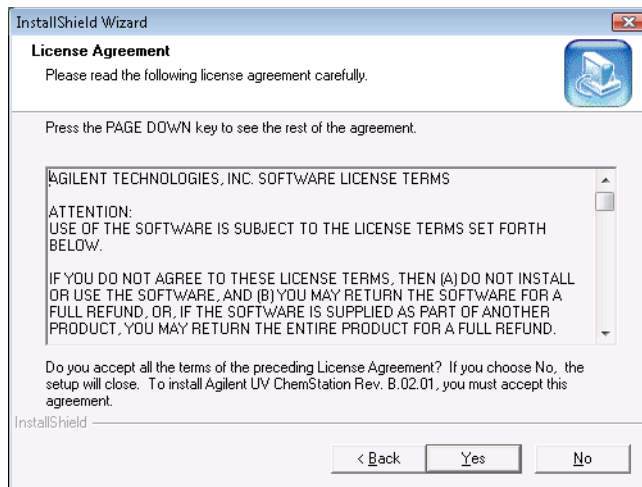 InstallShield Wizard
License Agreement
Please read the following license agreement carefully.
Press the PAGE DOWN key to see the rest of the agreement.
AGILENT TECHNOLOGIES, INC. SOFTWARE LICENSE TERMS
ATTENTION:
USE OF THE SOFTWARE IS SUBJECT TO THE LICENSE TERMS SET FORTH
BELOW.
IF YOU DO NOT AGREE TO THESE LICENSE TERMS, THEN (A) DO NOT INSTALL
OR USE THE SOFTWARE, AND (B) YOU MAY RETURN THE SOFTWARE FOR A
FULL REFUND, OR, IF THE SOFTWARE IS SUPPLIED AS PART OF ANOTHER
PRODUCT, YOU MAY RETURN THE ENTIRE PRODUCT FOR A FULL REFUND.
Do you accept all the terms of the preceding License Agreement? If you choose No, the
setup will close. To install Agilent UV ChemStation Rev. B.02.01, you must accept this
agreement.
InstallShield
< Back Yes No